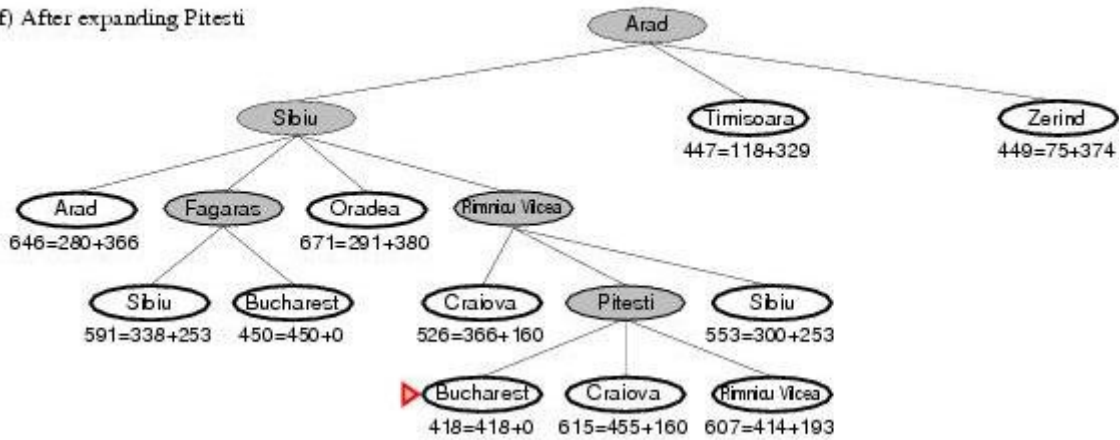 f) After expanding Pitesti
Arad
Sibiu
Timisoara
Zerind
447=118+329
449=75+374
Arad
Fagaras
Oradea
Rimnicu Vilcea
646=280+366
671=291+380
Sibiu
Bucharest
Craiova
Pitesti
Sibiu
591=338+253
450=450+0
526=366+160
553=300+253
Bucharest
Craiova
Rimnicu Vilcea
418=418+0
615=455+160
607=414+193